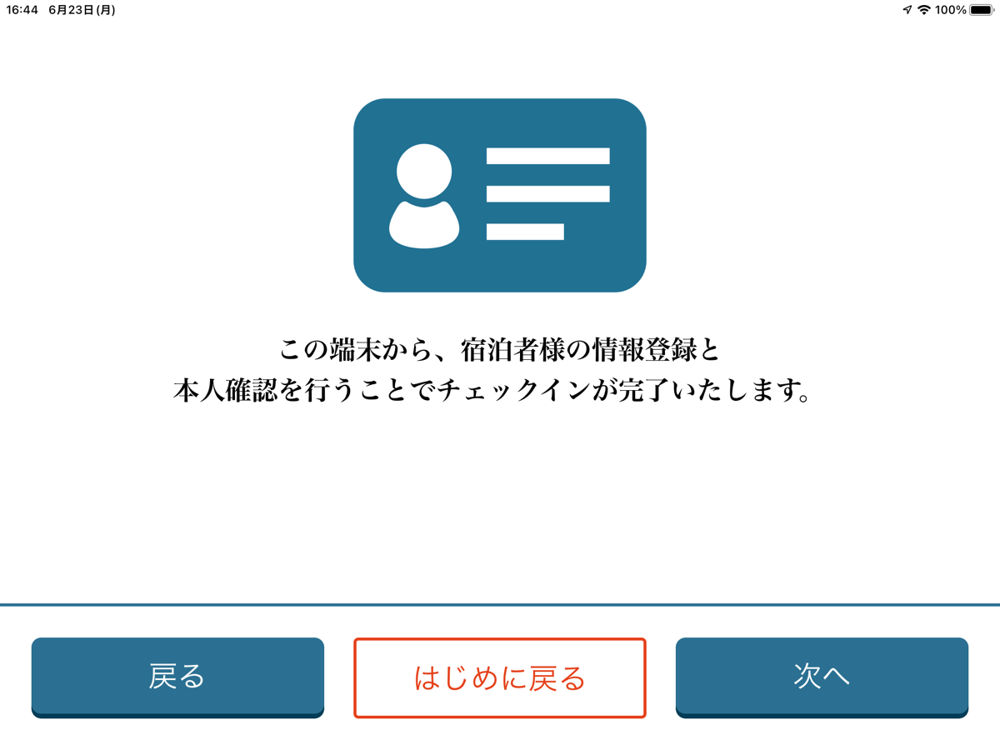 16:44 6月23日(月)
100%
この端末から、宿泊者様の情報登録と
本人確認を行うことでチェックインが完了いたします。
戻る
はじめに戻る
次へ